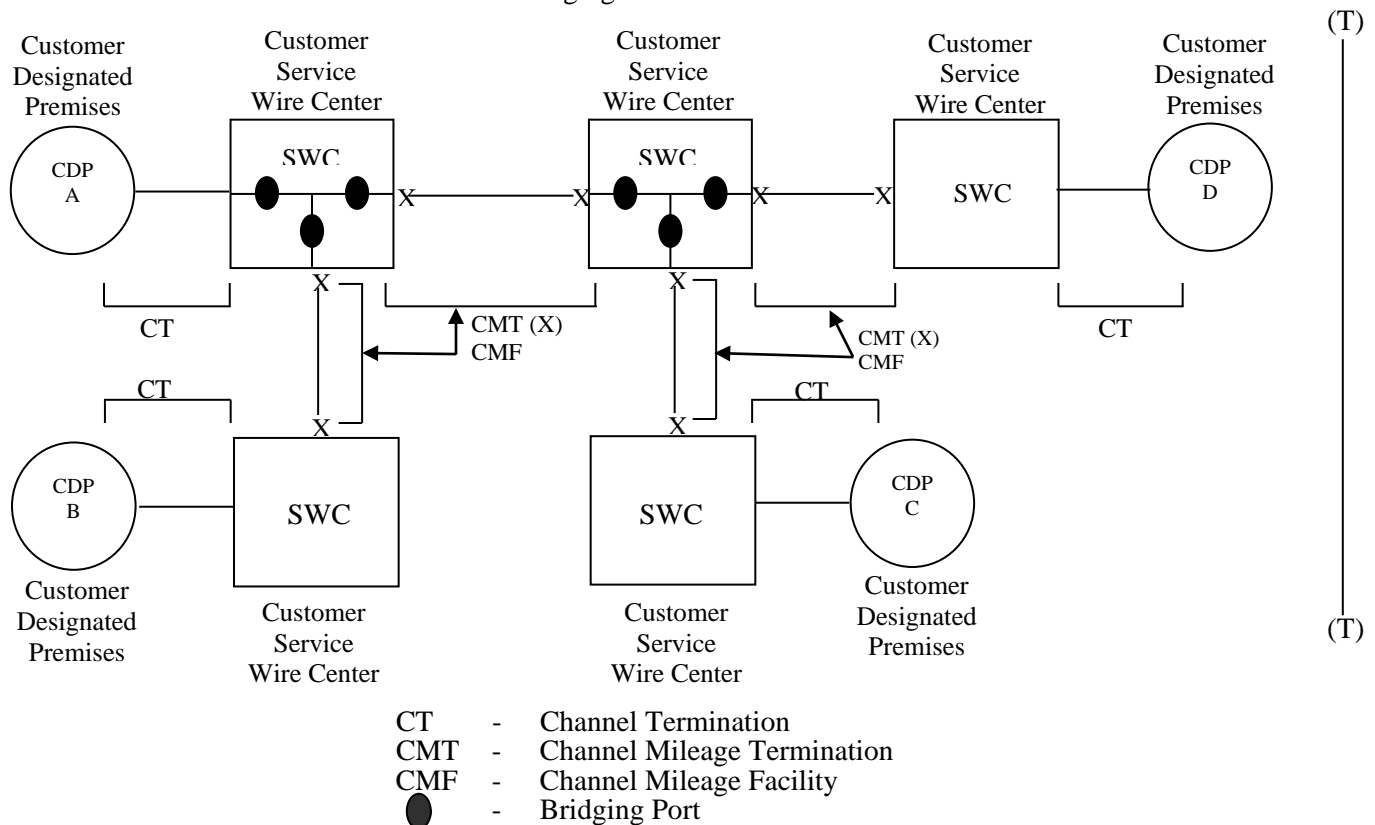 (T)
Customer
Designated
Premises
Customer
Service
Wire Center
Customer
Service
Wire Center
Customer
Service
Wire Center
Customer
Designated
Premises
CDP
A
SWC
X
X
SWC
X
X
SWC
CDP
D
CT
X
CMT (X)
CMF
X
CMT (X)
CMF
CT
CT
X
CT
X
CDP
B
SWC
SWC
CDP
C
Customer
Designated
Premises
Customer
Service
Wire Center
Customer
Service
Wire Center
Customer
Designated
Premises
(T)
CT - Channel Termination
CMT - Channel Mileage Termination
CMF - Channel Mileage Facility
- Bridging Port